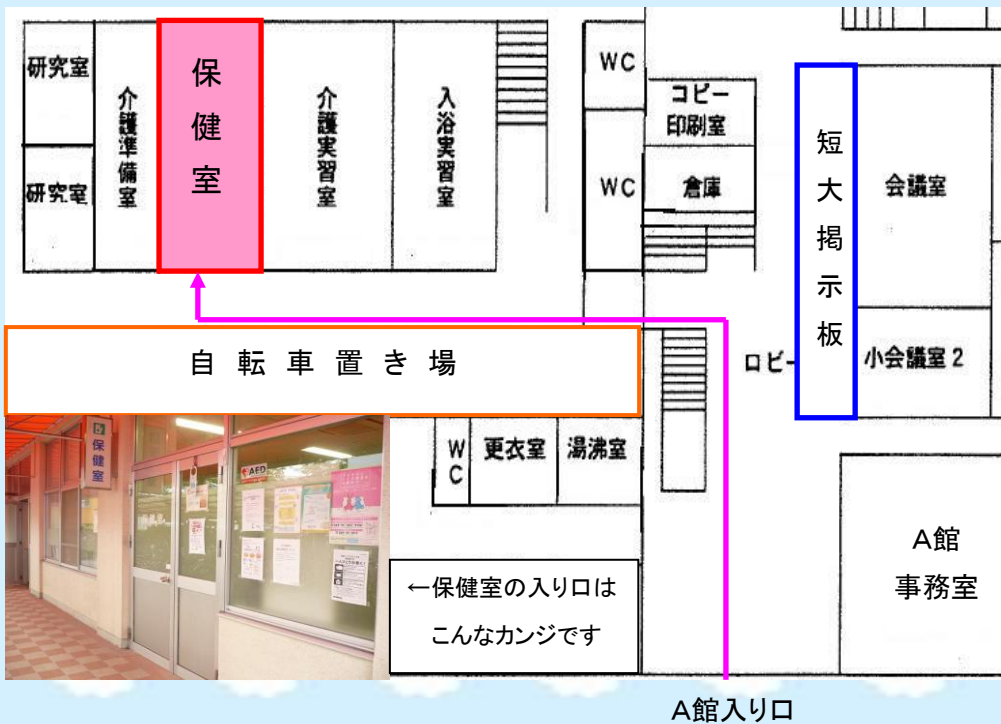 研究室
研究室
介護準備室
保健室
介護実習室
入浴実習室
WC
WC
コピー
印刷室
倉庫
短大掲示板
会議室
ロビー
小会議室2
自転車置き場
保健室
AED
WC
更衣室
湯沸室
←保健室の入り口は
こんなカンジです
A館
事務室
A館入り口